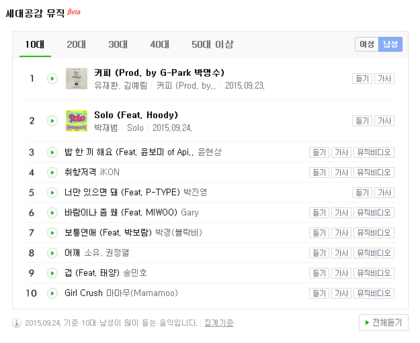 세대공감 뮤직 Beta
10대 20대 30대 40대 50대 이상 여성 남성
1 커피 (Prod. by G-Park 박명수) 듣기 가사
유재환, 김예림 커피 (Prod. by.. 2015.09.23.
2 Solo (Feat. Hoody) 듣기 가사
박재범 Solo 2015.09.24.
3 밥 한 끼 해요 (Feat. 윤보미 of Api.. 윤현상 듣기 가사 뮤직비디오
4 취향저격 iKON 듣기 가사 뮤직비디오
5 너만 있으면 돼 (Feat. P-TYPE) 박진영 듣기 가사
6 바람이나 좀 쐐 (Feat. MIWOO) Gary 듣기 가사 뮤직비디오
7 보통연애 (Feat. 박보람) 박경(블락비) 듣기 가사 뮤직비디오
8 어깨 소유, 권정열 듣기 가사 뮤직비디오
9 겁 (Feat. 태양) 송민호 듣기 가사 뮤직비디오
10 Girl Crush 마마무(Mamamoo) 듣기 가사 뮤직비디오
2015.09.24. 기준 10대 남성이 많이 듣는 음악입니다. 집계기준 전체듣기